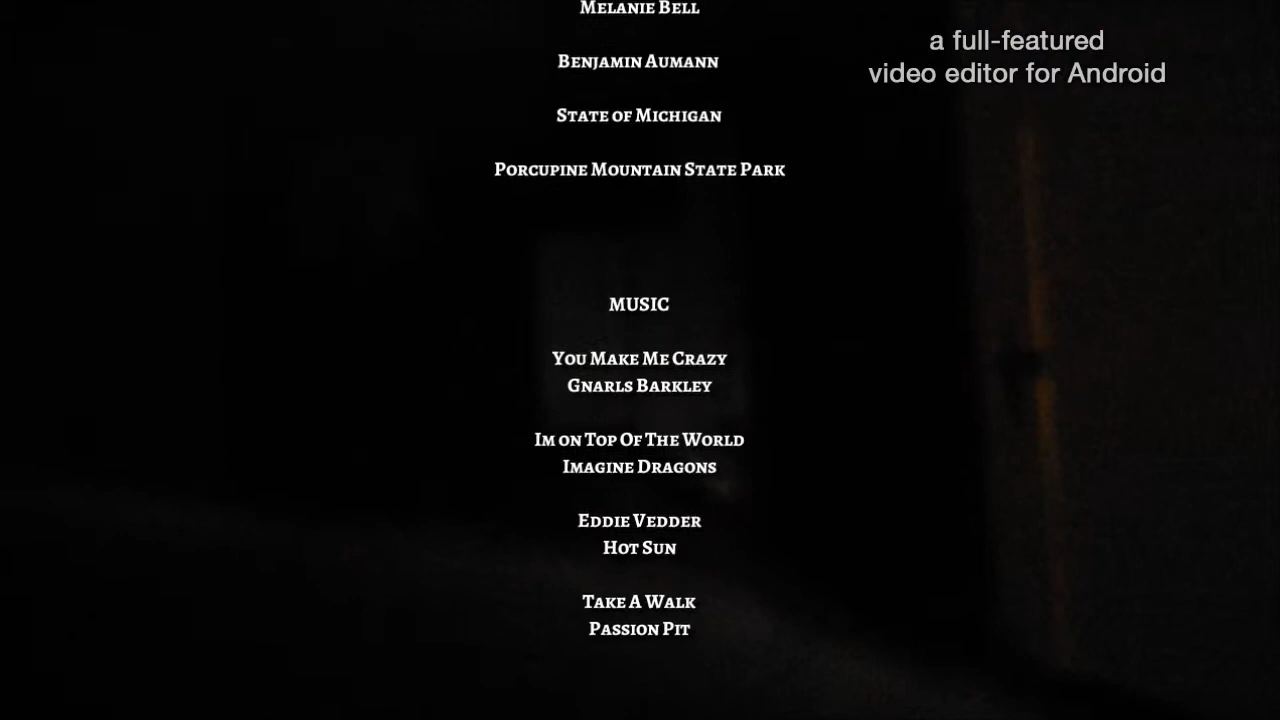 Melanie Bell
a full-featured
video editor for Android
Benjamin Aumann
State of Michigan
Porcupine Mountain State Park
MUSIC
You Make Me Crazy
Gnarls Barkley
Im on Top Of The World
Imagine Dragons
Eddie Vedder
Hot Sun
Take A Walk
Passion Pit